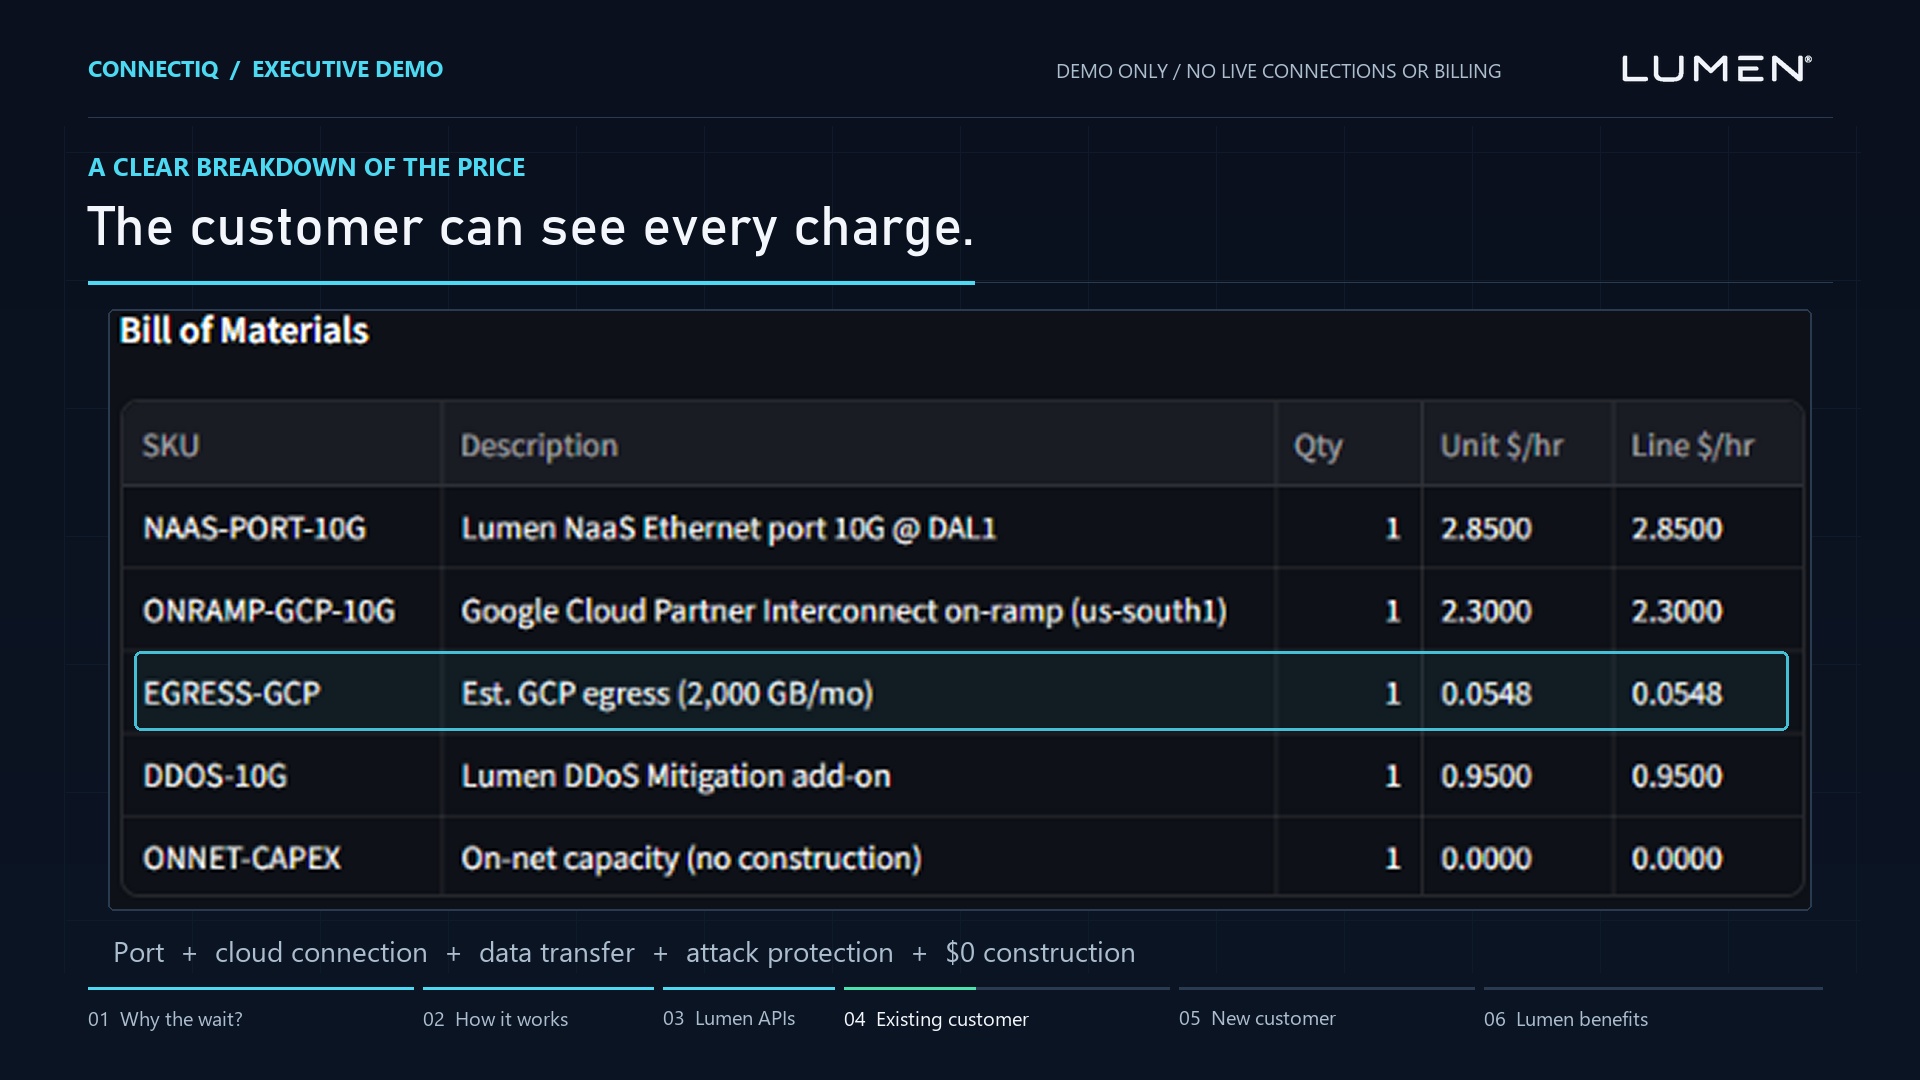 CONNECTIQ / EXECUTIVE DEMO
DEMO ONLY / NO LIVE CONNECTIONS OR BILLING
LUMEN®
A CLEAR BREAKDOWN OF THE PRICE
The customer can see every charge.
Bill of Materials
SKU Description Qty Unit $/hr Line $/hr
NAAS-PORT-10G Lumen NaaS Ethernet port 10G @ DAL1 1 2.8500 2.8500
ONRAMP-GCP-10G Google Cloud Partner Interconnect on-ramp (us-south1) 1 2.3000 2.3000
EGRESS-GCP Est. GCP egress (2,000 GB/mo) 1 0.0548 0.0548
DDOS-10G Lumen DDoS Mitigation add-on 1 0.9500 0.9500
ONNET-CAPEX On-net capacity (no construction) 1 0.0000 0.0000
Port + cloud connection + data transfer + attack protection + $0 construction
01 Why the wait?
02 How it works
03 Lumen APIs
04 Existing customer
05 New customer
06 Lumen benefits